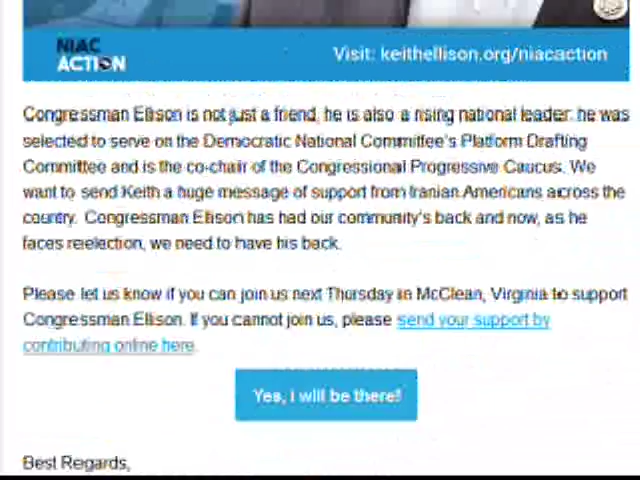 NIAC
ACTION
Visit: keithellison.org/niacaction
Congressman Ellison is not just a friend, he is also a rising national leader: he was
selected to serve on the Democratic National Committee's Platform Drafting
Committee and is the co-chair of the Congressional Progressive Caucus. We
want to send Keith a huge message of support from Iranian Americans across the
country. Congressman Ellison has had our community's back and now, as he
faces reelection, we need to have his back.
Please let us know if you can join us next Thursday in McClean, Virginia to support
Congressman Ellison. If you cannot join us, please send your support by
contributing online here.
Yes, I will be there!
Best Regards,